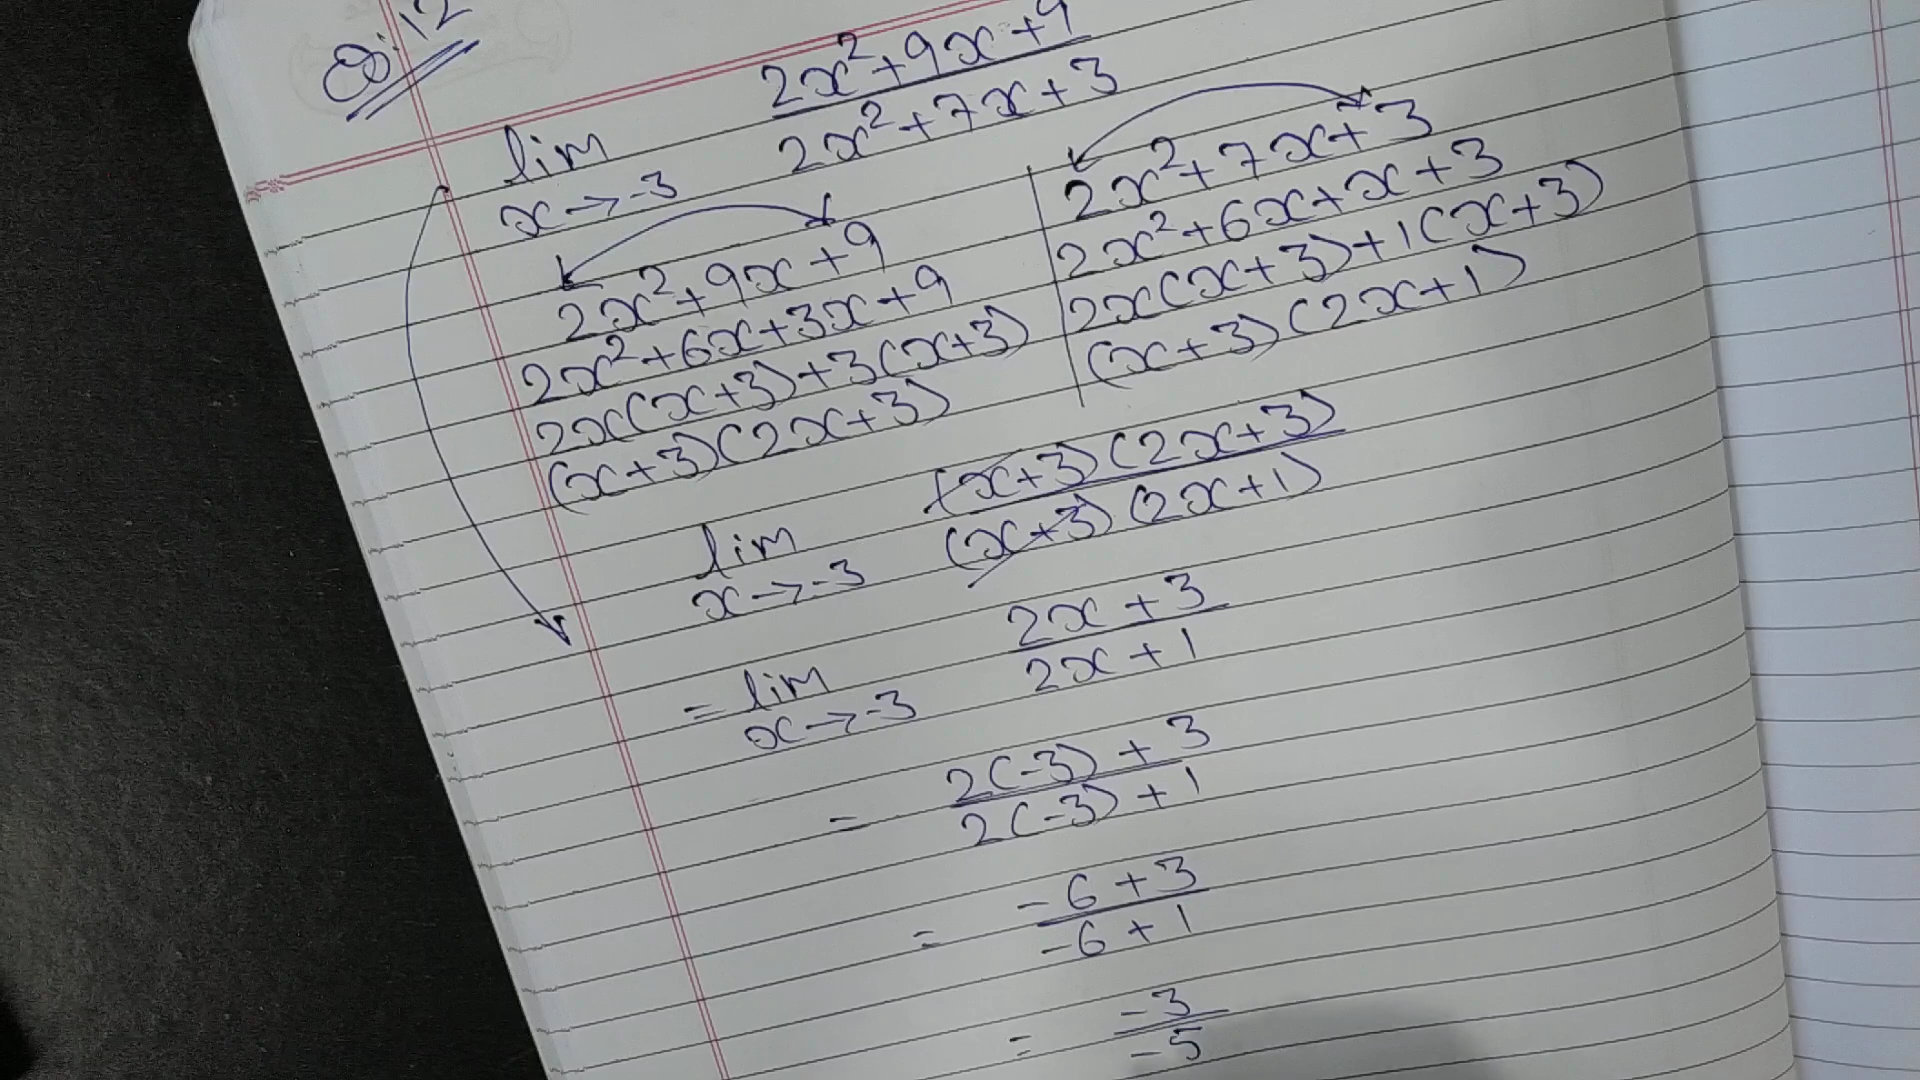 Q.12
lim x→-3 (2x²+9x+9)/(2x²+7x+3)
2x²+9x+9
2x²+6x+3x+9
2x(x+3)+3(x+3)
(x+3)(2x+3)
2x²+7x+3
2x²+6x+x+3
2x(x+3)+1(x+3)
(x+3)(2x+1)
lim x→-3 (x+3)(2x+3)/(x+3)(2x+1)
= lim x→-3 (2x+3)/(2x+1)
= (2(-3)+3)/(2(-3)+1)
= (-6+3)/(-6+1)
= -3/-5